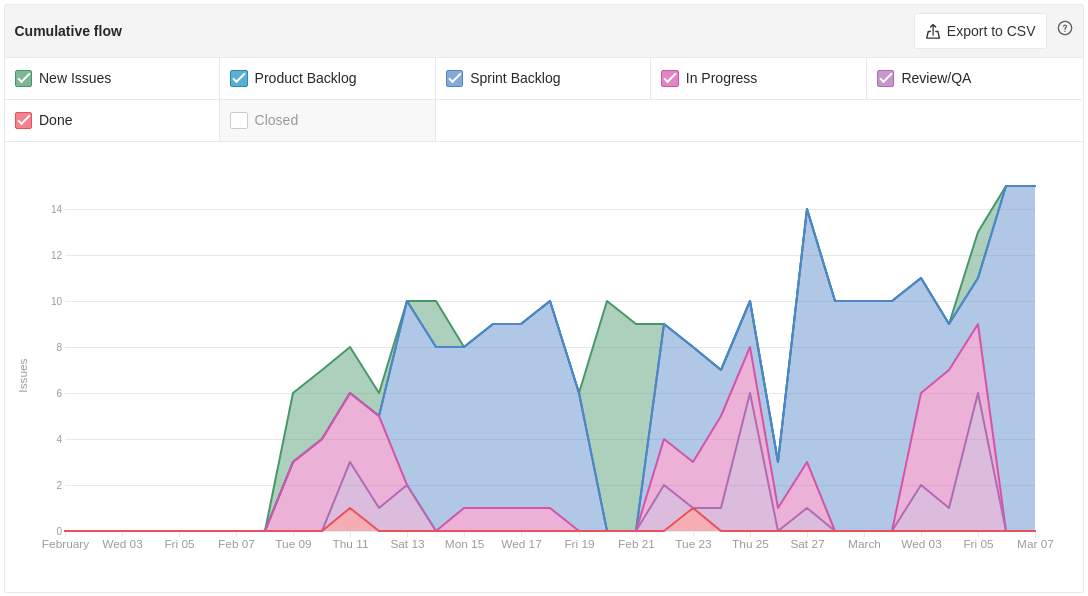 Cumulative flow
Export to CSV
?
New Issues
Product Backlog
Sprint Backlog
In Progress
Review/QA
Done
Closed
Issues
14
12
10
8
6
4
2
0
February
Wed 03
Fri 05
Feb 07
Tue 09
Thu 11
Sat 13
Mon 15
Wed 17
Fri 19
Feb 21
Tue 23
Thu 25
Sat 27
March
Wed 03
Fri 05
Mar 07